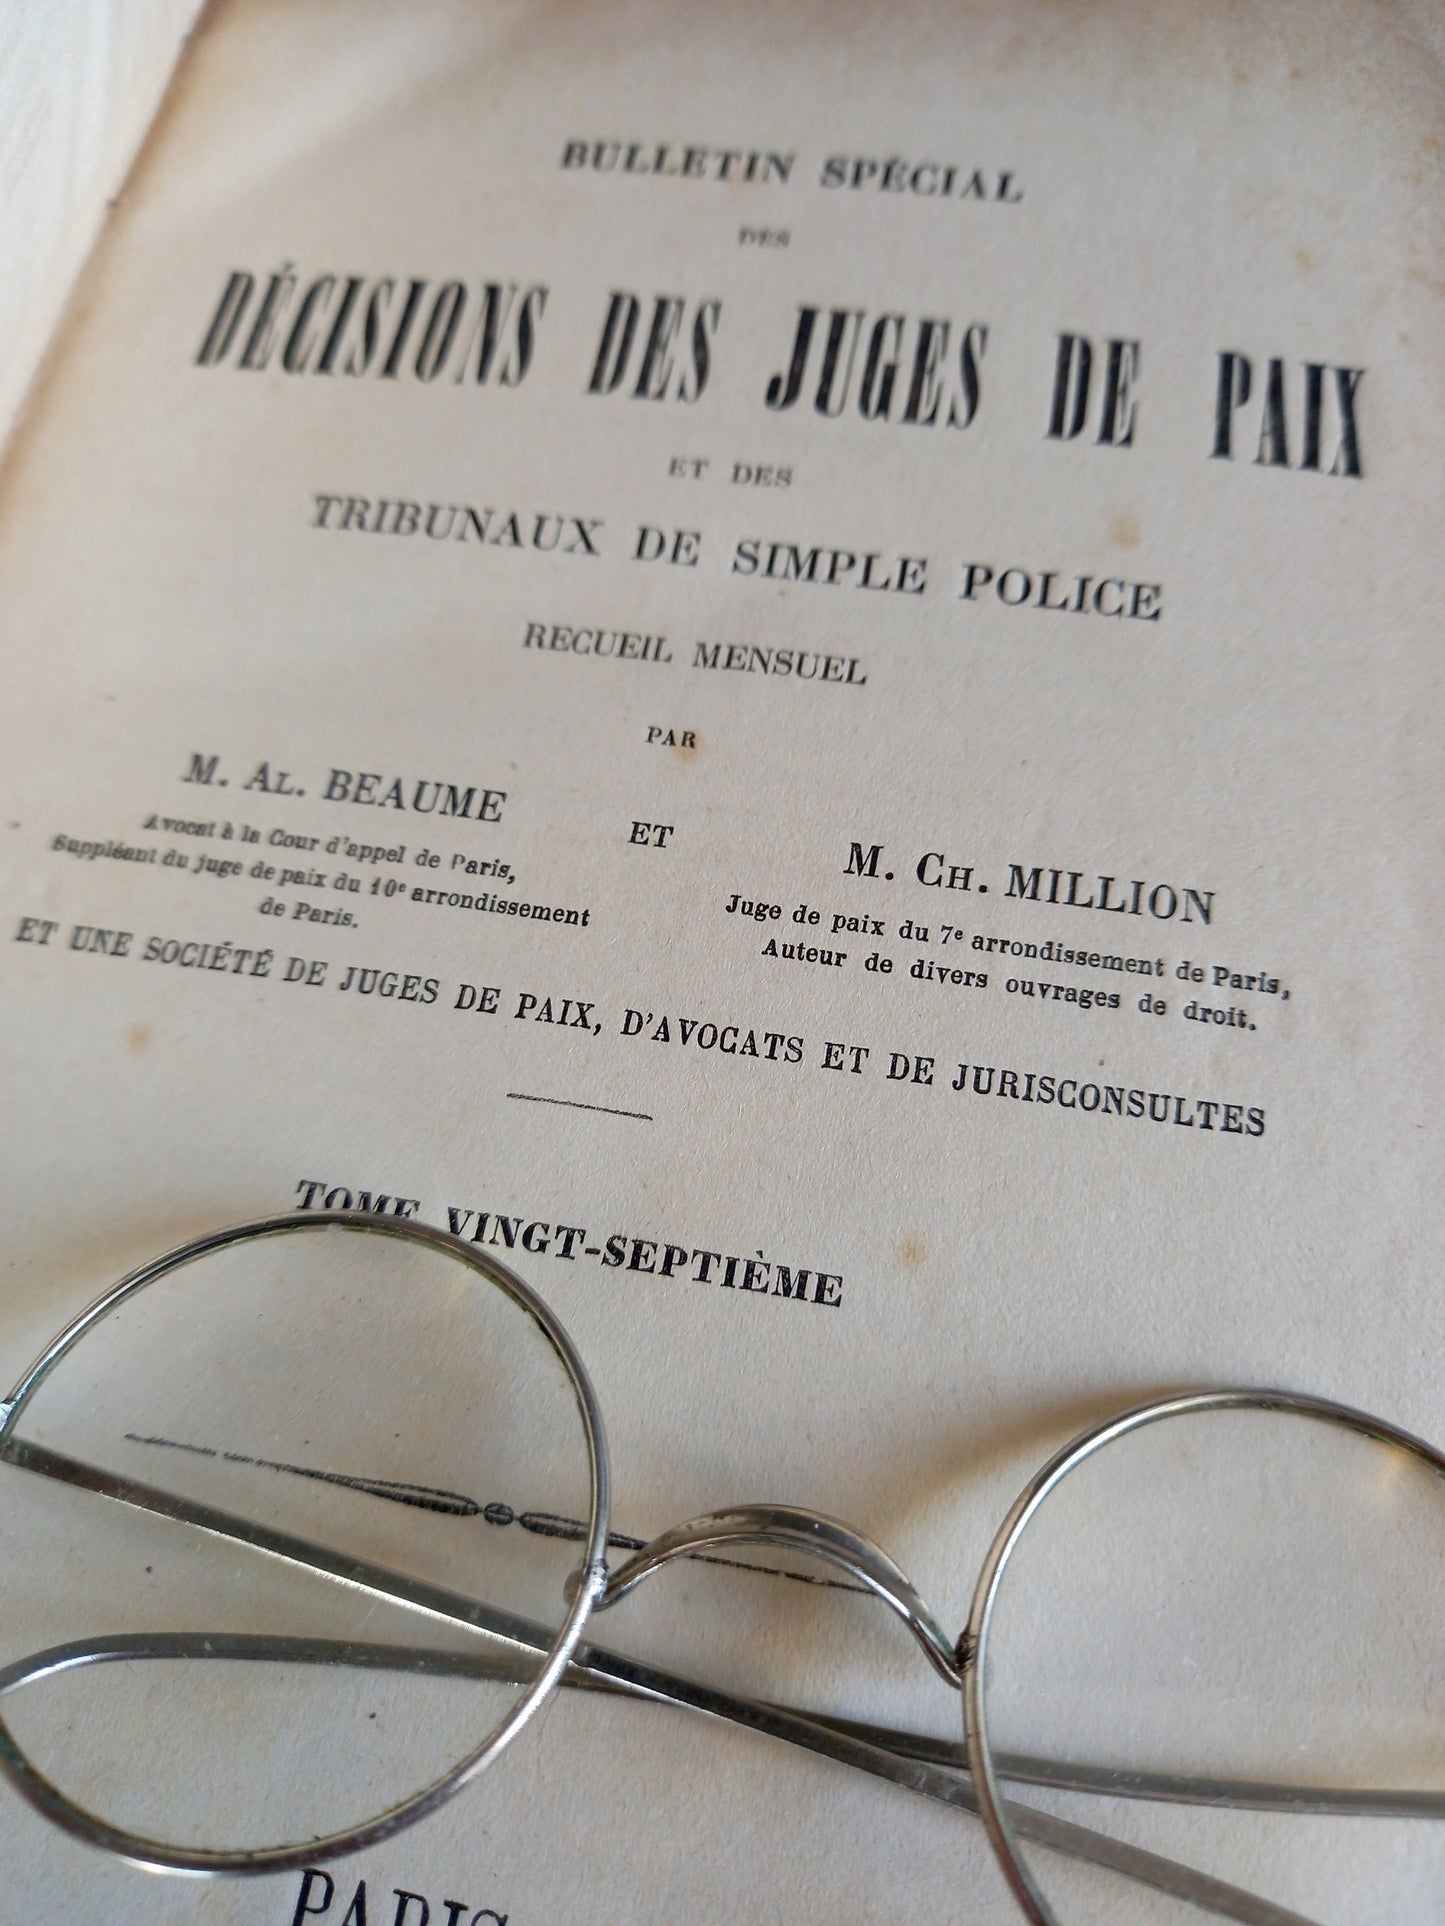 BULLETIN SPÉCIAL
DES
DÉCISIONS DES JUGES DE PAIX
ET DES
TRIBUNAUX DE SIMPLE POLICE
RECUEIL MENSUEL
PAR
M. AL. BEAUME
Avocat à la Cour d'appel de Paris,
Suppléant du juge de paix du 10e arrondissement
de Paris.
ET
M. CH. MILLION
Juge de paix du 7e arrondissement de Paris,
Auteur de divers ouvrages de droit.
ET UNE SOCIÉTÉ DE JUGES DE PAIX, D'AVOCATS ET DE JURISCONSULTES
TOME VINGT-SEPTIÈME
PARIS